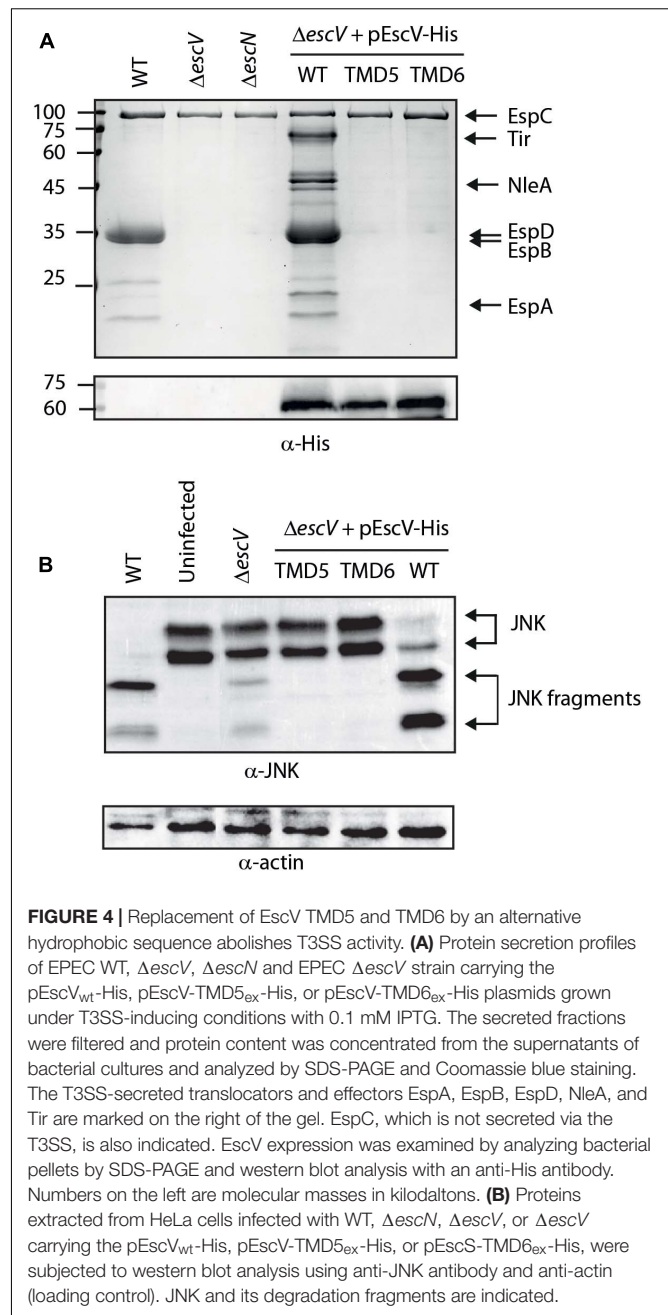 A
WT
ΔescV
ΔescN
ΔescV + pEscV-His
WT TMD5 TMD6
100
75
60
45
35
25
EspC
Tir
NleA
EspD
EspB
EspA
75
60
α-His
B
WT
Uninfected
ΔescV
ΔescV + pEscV-His
TMD5 TMD6 WT
JNK
JNK fragments
α-JNK
α-actin
FIGURE 4 | Replacement of EscV TMD5 and TMD6 by an alternative
hydrophobic sequence abolishes T3SS activity. (A) Protein secretion profiles
of EPEC WT, ΔescV, ΔescN and EPEC ΔescV strain carrying the
pEscVwt-His, pEscV-TMD5ex-His, or pEscV-TMD6ex-His plasmids grown
under T3SS-inducing conditions with 0.1 mM IPTG. The secreted fractions
were filtered and protein content was concentrated from the supernatants of
bacterial cultures and analyzed by SDS-PAGE and Coomassie blue staining.
The T3SS-secreted translocators and effectors EspA, EspB, EspD, NleA, and
Tir are marked on the right of the gel. EspC, which is not secreted via the
T3SS, is also indicated. EscV expression was examined by analyzing bacterial
pellets by SDS-PAGE and western blot analysis with an anti-His antibody.
Numbers on the left are molecular masses in kilodaltons. (B) Proteins
extracted from HeLa cells infected with WT, ΔescN, ΔescV, or ΔescV
carrying the pEscVwt-His, pEscV-TMD5ex-His, or pEscS-TMD6ex-His, were
subjected to western blot analysis using anti-JNK antibody and anti-actin
(loading control). JNK and its degradation fragments are indicated.